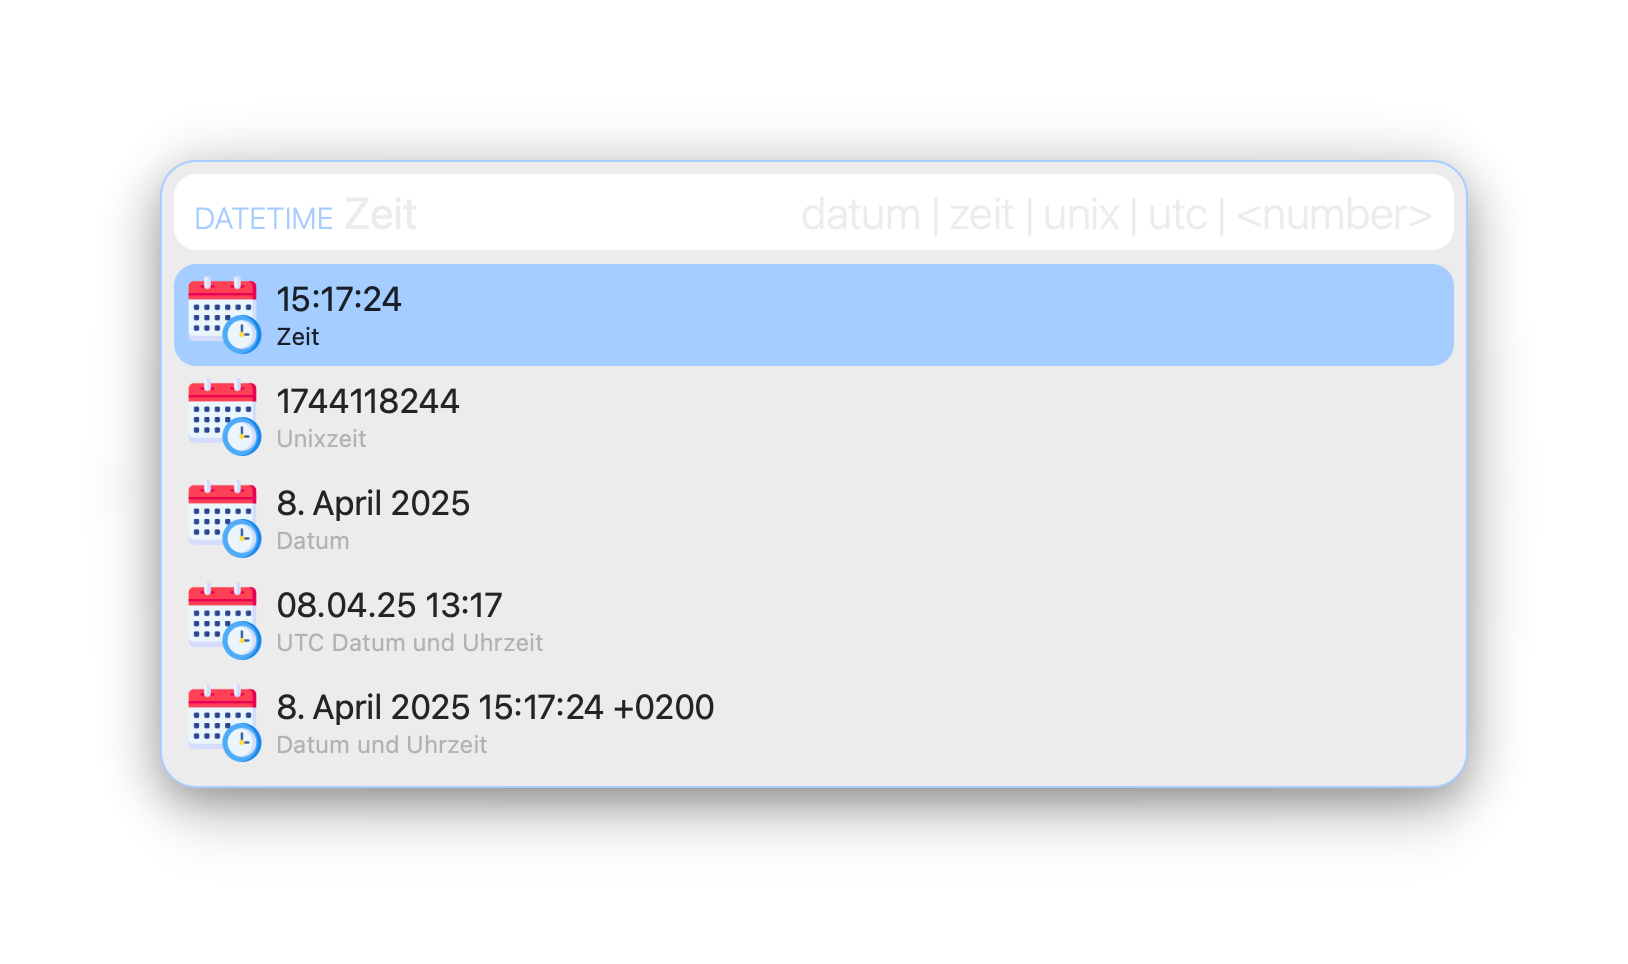 DATETIME Zeit datum | zeit | unix | utc | <number>
15:17:24
Zeit
1744118244
Unixzeit
8. April 2025
Datum
08.04.25 13:17
UTC Datum und Uhrzeit
8. April 2025 15:17:24 +0200
Datum und Uhrzeit